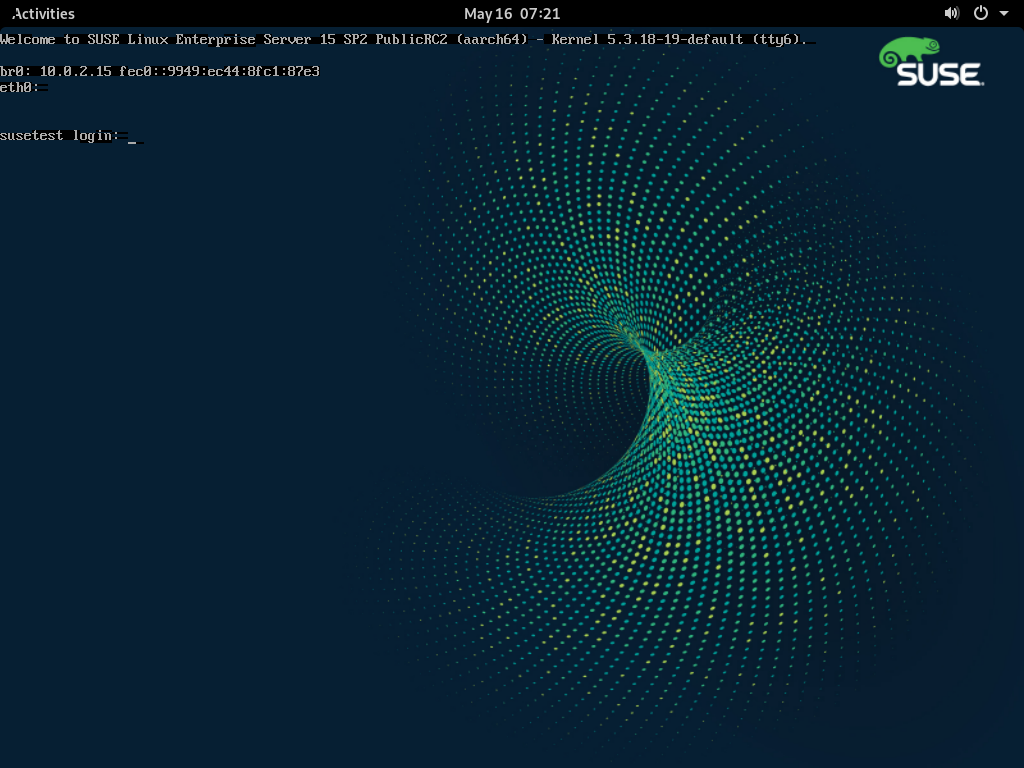 Activities
May 16 07:21
Welcome to SUSE Linux Enterprise Server 15 SP2 PublicRC2 (aarch64) - Kernel 5.3.18-19-default (tty6).
SUSE
br0: 10.0.2.15 fec0::9949:ec44:8fc1:87e3
eth0:
susetest login: _